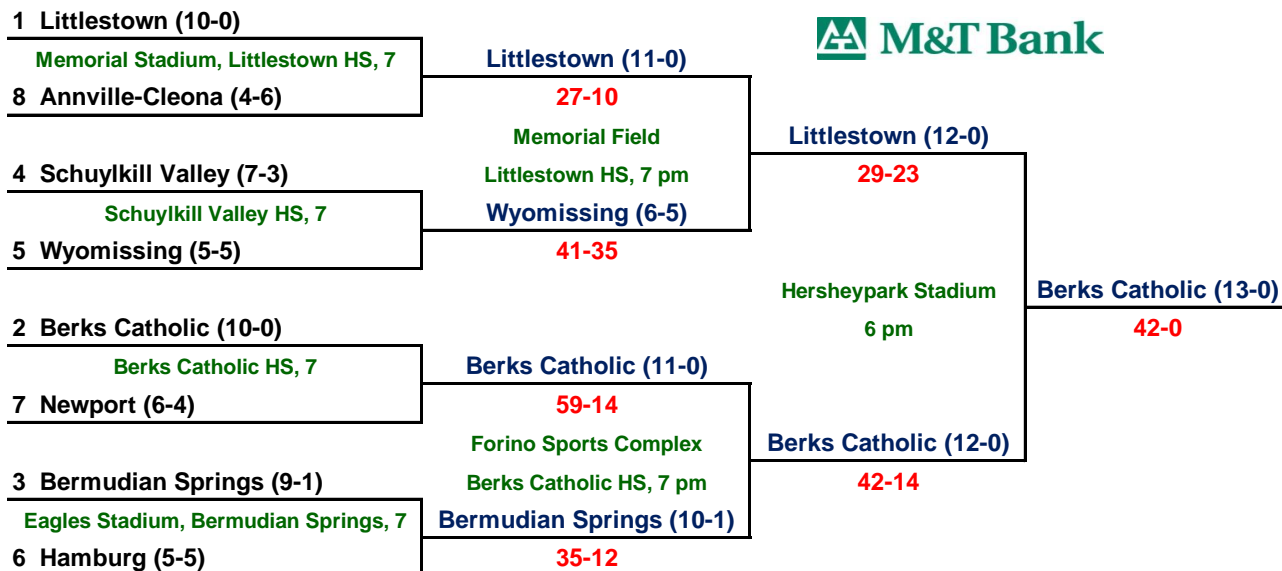 1 Littlestown (10-0)
Memorial Stadium, Littlestown HS, 7
8 Annville-Cleona (4-6)
4 Schuylkill Valley (7-3)
Schuylkill Valley HS, 7
5 Wyomissing (5-5)
2 Berks Catholic (10-0)
Berks Catholic HS, 7
7 Newport (6-4)
3 Bermudian Springs (9-1)
Eagles Stadium, Bermudian Springs, 7
6 Hamburg (5-5)
Littlestown (11-0)
27-10
Memorial Field
Littlestown HS, 7 pm
Wyomissing (6-5)
41-35
Berks Catholic (11-0)
59-14
Forino Sports Complex
Berks Catholic HS, 7 pm
Bermudian Springs (10-1)
35-12
M&T Bank
Littlestown (12-0)
29-23
Hersheypark Stadium
6 pm
Berks Catholic (12-0)
42-14
Berks Catholic (13-0)
42-0